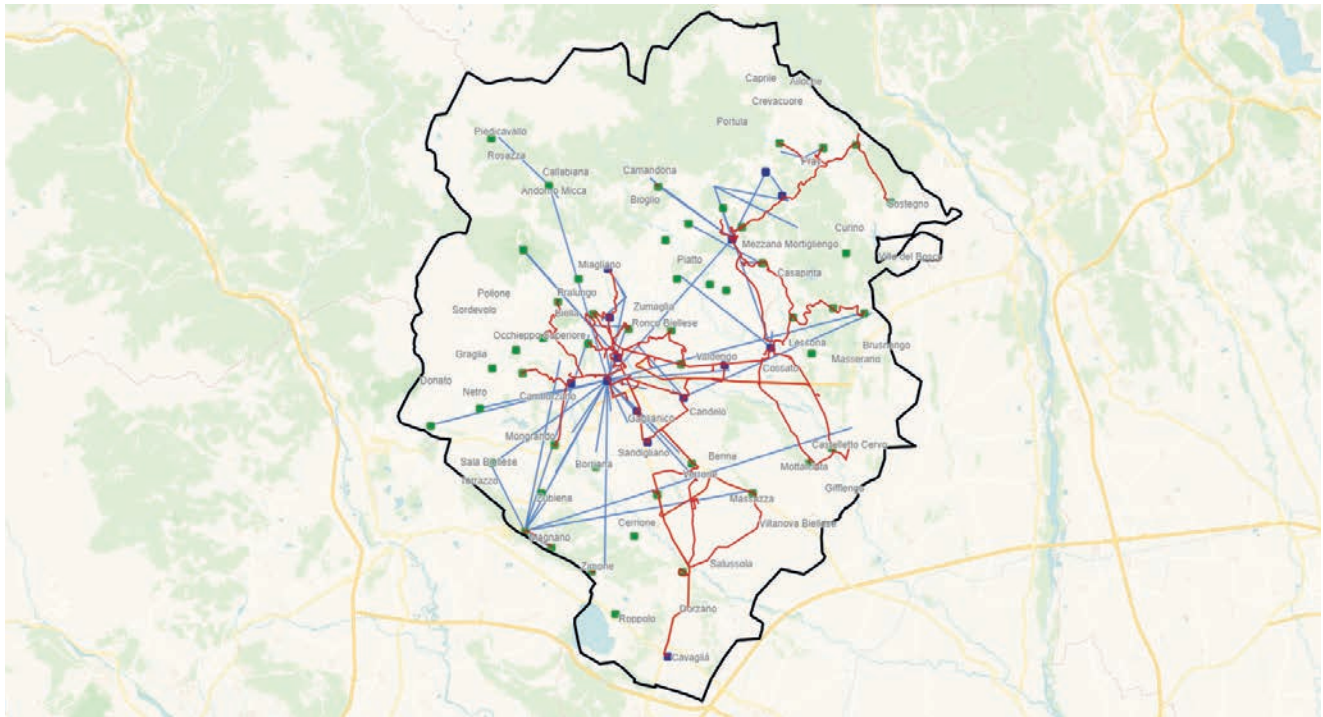 Caprile
Ailoche
Crevacuore
Portula
Piedicavallo
Rosazza
Pray
Callabiana
Camandona
Andorno Micca
Bioglio
Sostegno
Curino
Mezzana Mortigliengo
Villa del Bosco
Miagliano
Piatto
Casapinta
Pollone
Pralungo
Sordevolo
Zumaglia
Biella
Ronco Biellese
Occhieppo Superiore
Lessona
Brusnengo
Graglia
Valdengo
Masserano
Cossato
Donato
Netro
Camburzano
Candelo
Gaglianico
Mongrando
Castelletto Cervo
Sandigliano
Benna
Sala Biellese
Borriana
Mottalciata
Verrone
Torrazzo
Gifflenga
Zubiena
Massazza
Cerrione
Villanova Biellese
Magnano
Zimone
Salussola
Dorzano
Roppolo
Cavaglià